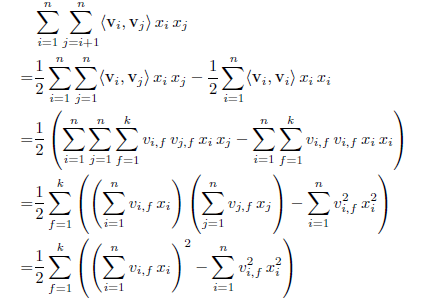 $\sum_{i=1}^{n} \sum_{j=i+1}^{n} \langle \mathbf{v}_i, \mathbf{v}_j \rangle \, x_i \, x_j$
$= \frac{1}{2} \sum_{i=1}^{n} \sum_{j=1}^{n} \langle \mathbf{v}_i, \mathbf{v}_j \rangle \, x_i \, x_j - \frac{1}{2} \sum_{i=1}^{n} \langle \mathbf{v}_i, \mathbf{v}_i \rangle \, x_i \, x_i$
$= \frac{1}{2} \left( \sum_{i=1}^{n} \sum_{j=1}^{n} \sum_{f=1}^{k} v_{i,f} \, v_{j,f} \, x_i \, x_j - \sum_{i=1}^{n} \sum_{f=1}^{k} v_{i,f} \, v_{i,f} \, x_i \, x_i \right)$
$= \frac{1}{2} \sum_{f=1}^{k} \left( \left( \sum_{i=1}^{n} v_{i,f} \, x_i \right) \left( \sum_{j=1}^{n} v_{j,f} \, x_j \right) - \sum_{i=1}^{n} v_{i,f}^2 \, x_i^2 \right)$
$= \frac{1}{2} \sum_{f=1}^{k} \left( \left( \sum_{i=1}^{n} v_{i,f} \, x_i \right)^2 - \sum_{i=1}^{n} v_{i,f}^2 \, x_i^2 \right)$